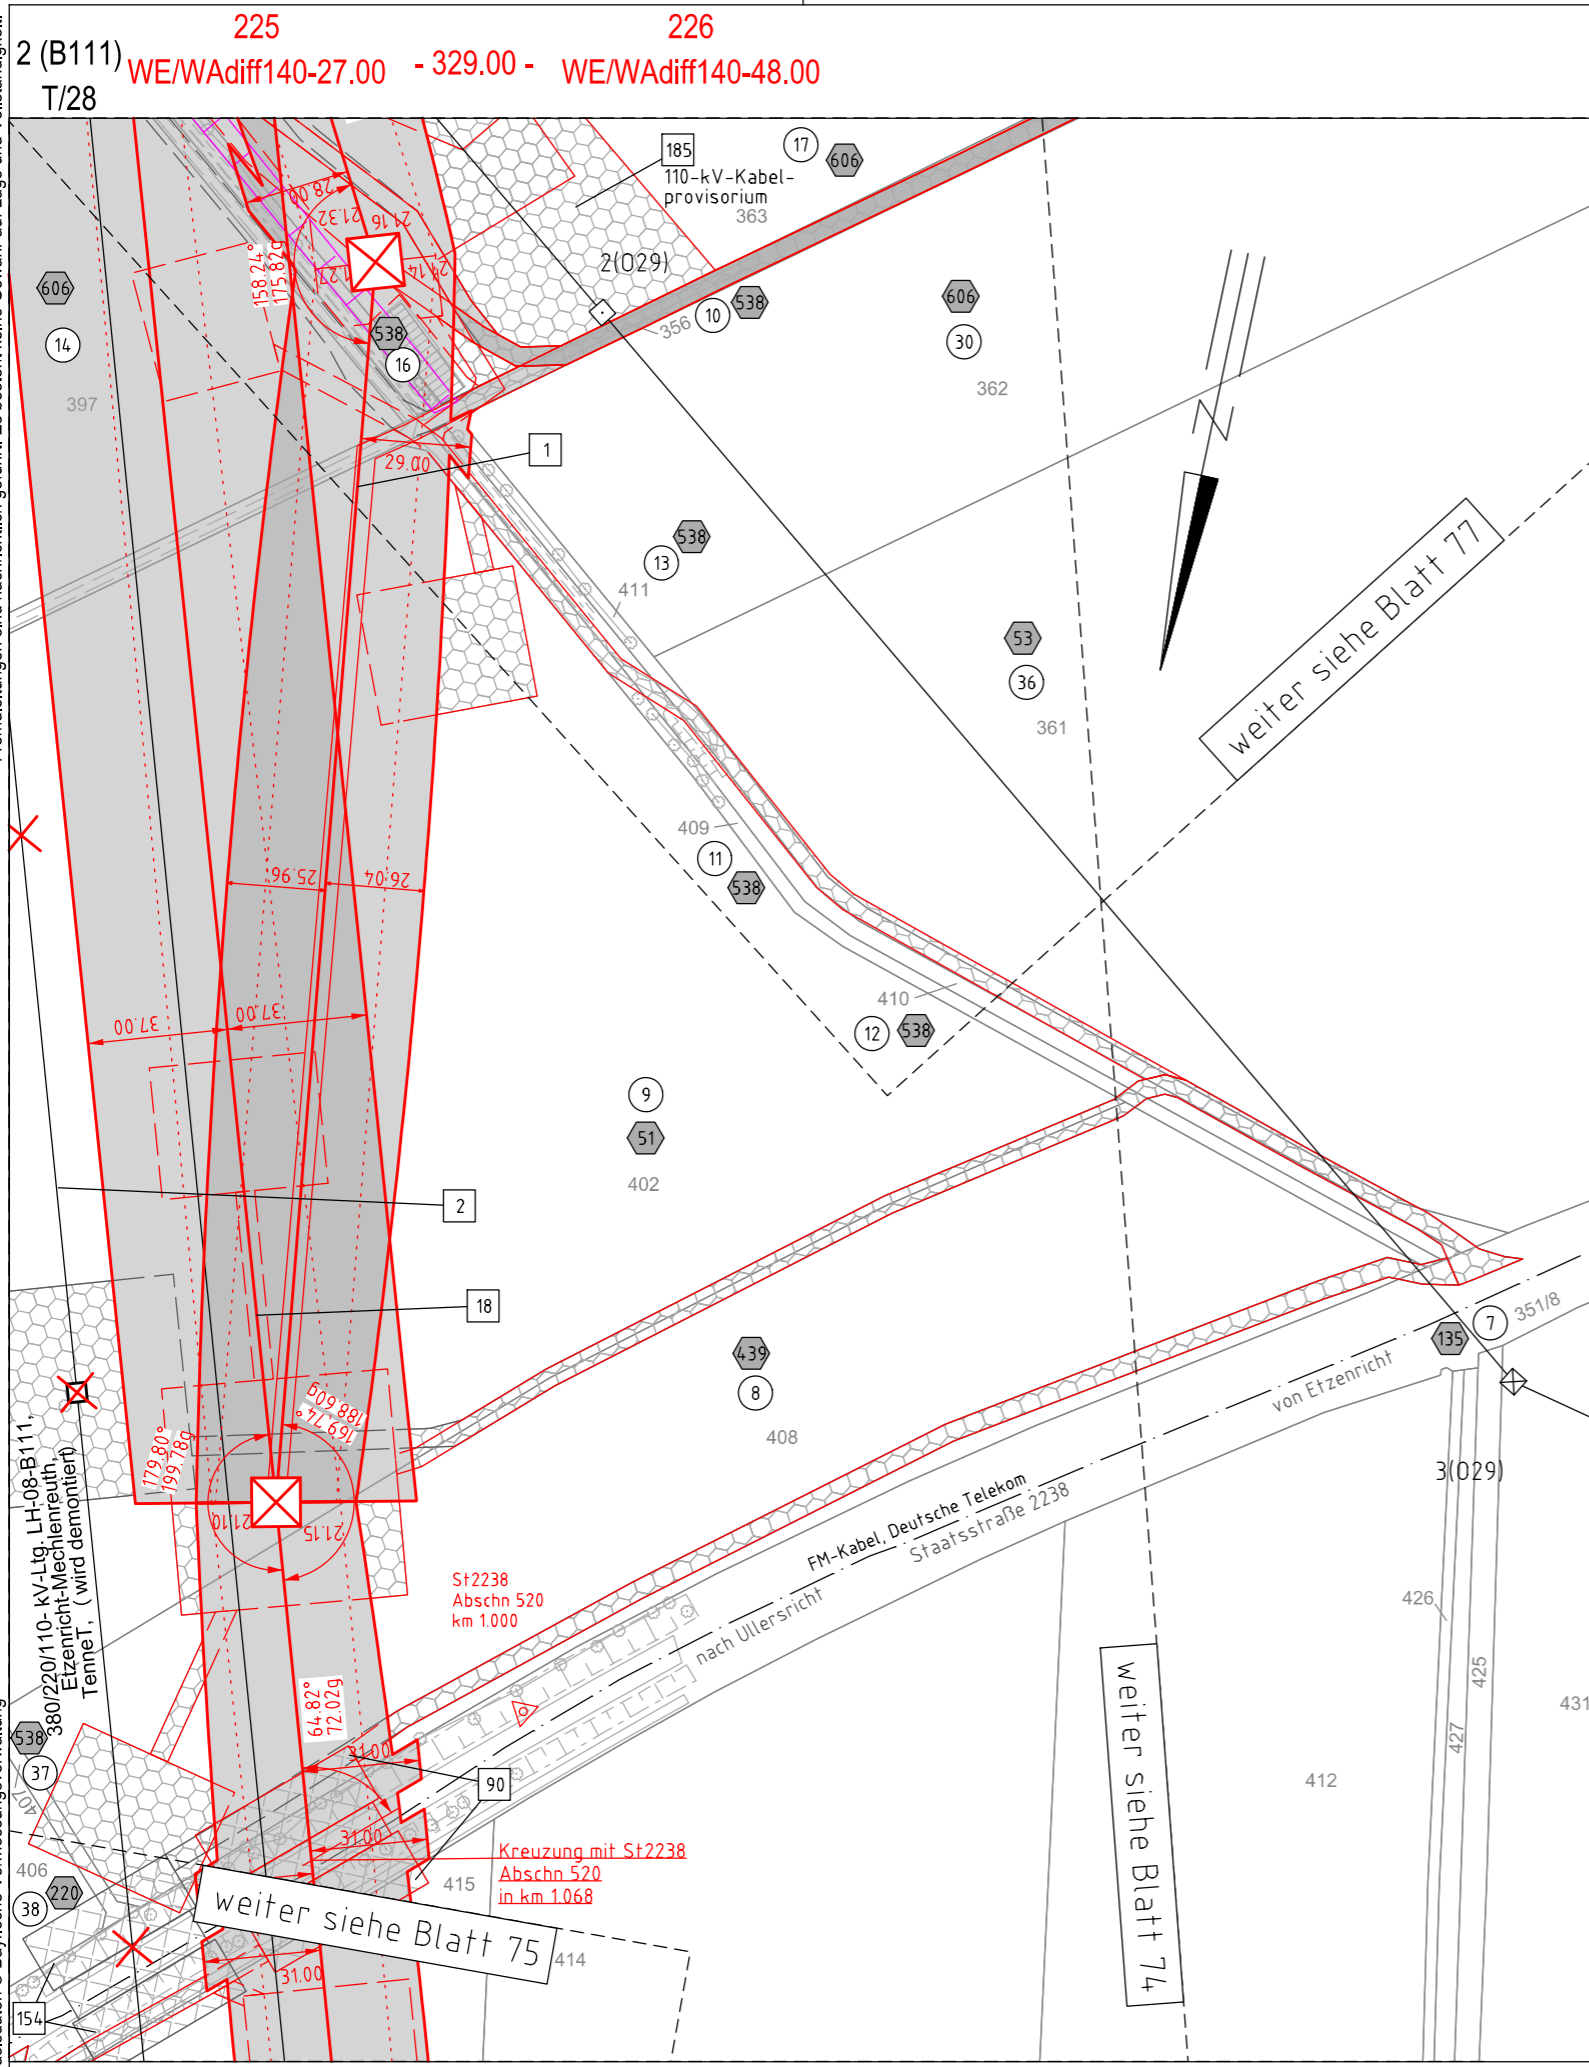 225
226
2 (B111)
WE/WAdiff140-27.00
- 329.00 -
WE/WAdiff140-48.00
T/28
185
110-kV-Kabel-
provisorium
17
606
363
2(029)
28.00
21.32
21.16
21.27
21.14
158.24°
175.82g
606
14
397
538
16
356
10
538
606
30
362
1
29.00
13
538
411
53
36
361
weiter siehe Blatt 77
409
11
538
25.96
26.04
410
12
538
37.00
37.00
9
51
402
2
18
439
8
408
135
7
351/8
von Etzenricht
188.60g
169.74°
179.80°
199.78g
21.10
21.15
380/220/110- kV-Ltg. LH-08-B111,
Etzenricht-Mechlenreuth,
TenneT, (wird demontiert)
3(029)
FM-Kabel, Deutsche Telekom
Staatsstraße 2238
nach Ullersricht
St2238
Abschn 520
km 1.000
426
425
427
431
412
weiter siehe Blatt 74
64.82°
72.02g
31.00
90
538
37
407
31.00
Kreuzung mit St2238
Abschn 520
in km 1.068
406
220
38
415
weiter siehe Blatt 75
414
31.00
154